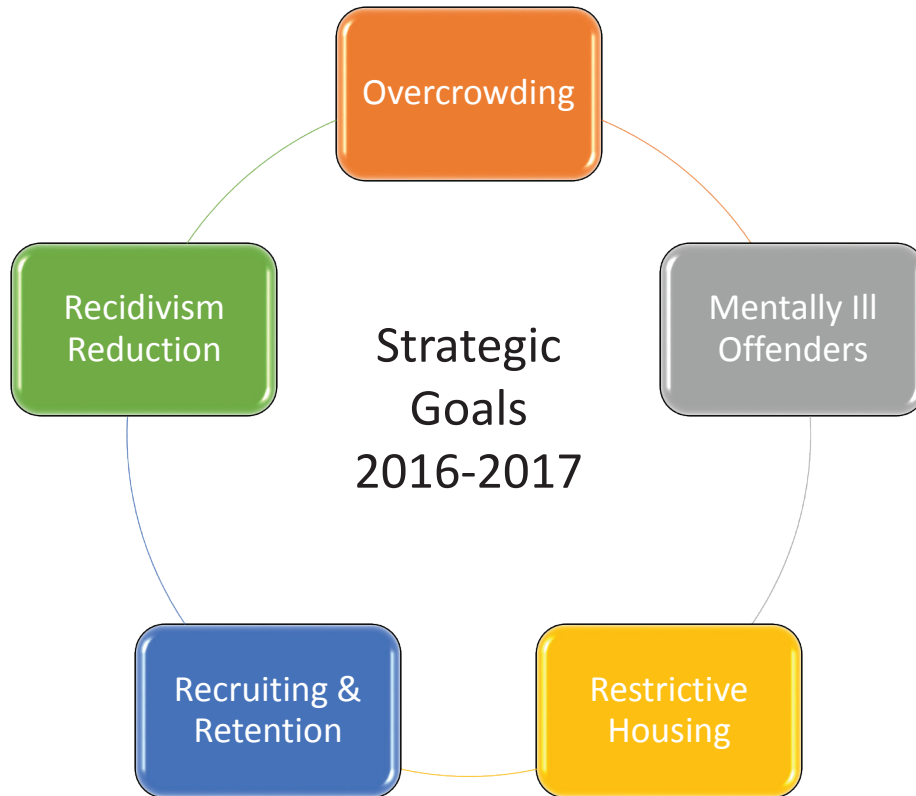 Overcrowding
Mentally Ill
Offenders
Restrictive
Housing
Recruiting &
Retention
Recidivism
Reduction
Strategic
Goals
2016-2017